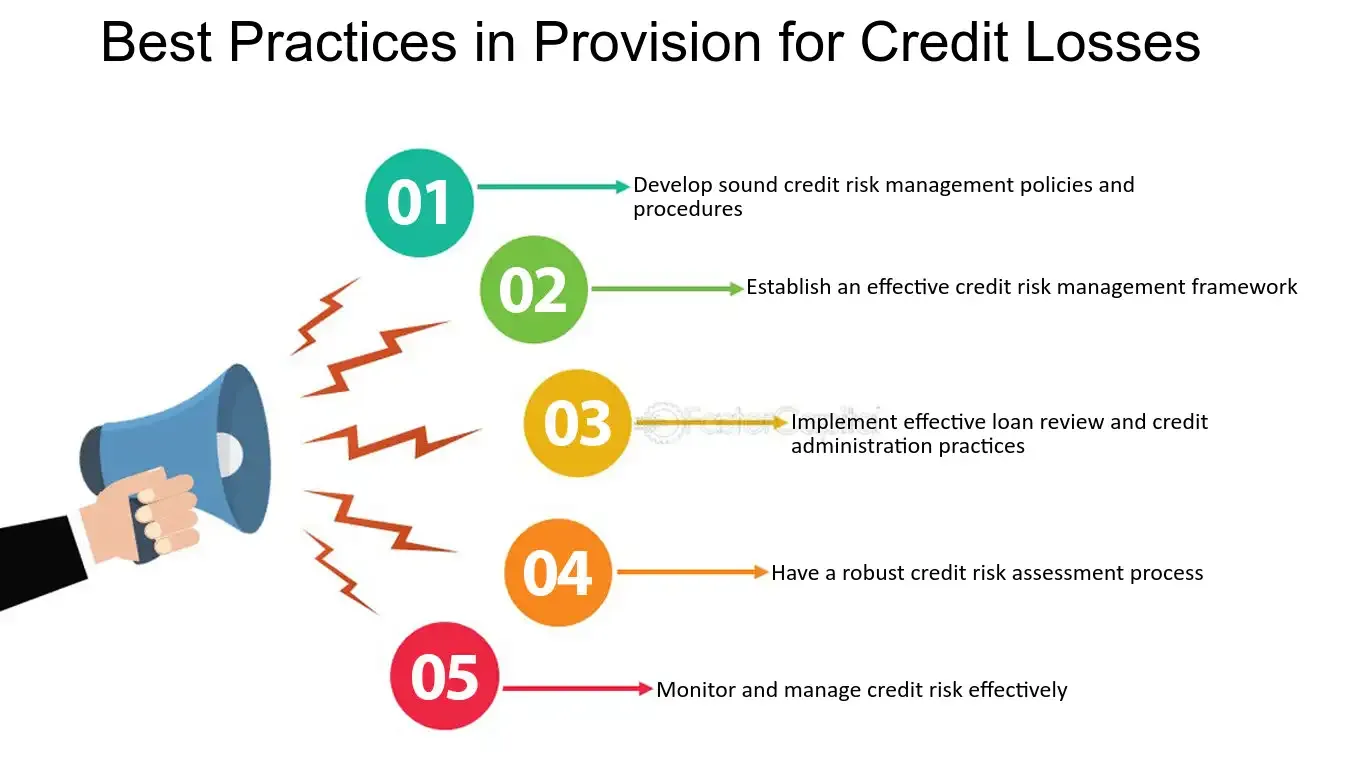 Best Practices in Provision for Credit Losses
01
Develop sound credit risk management policies and
procedures
02
Establish an effective credit risk management framework
03
FasterCapital
Implement effective loan review and credit
administration practices
04
Have a robust credit risk assessment process
05
Monitor and manage credit risk effectively